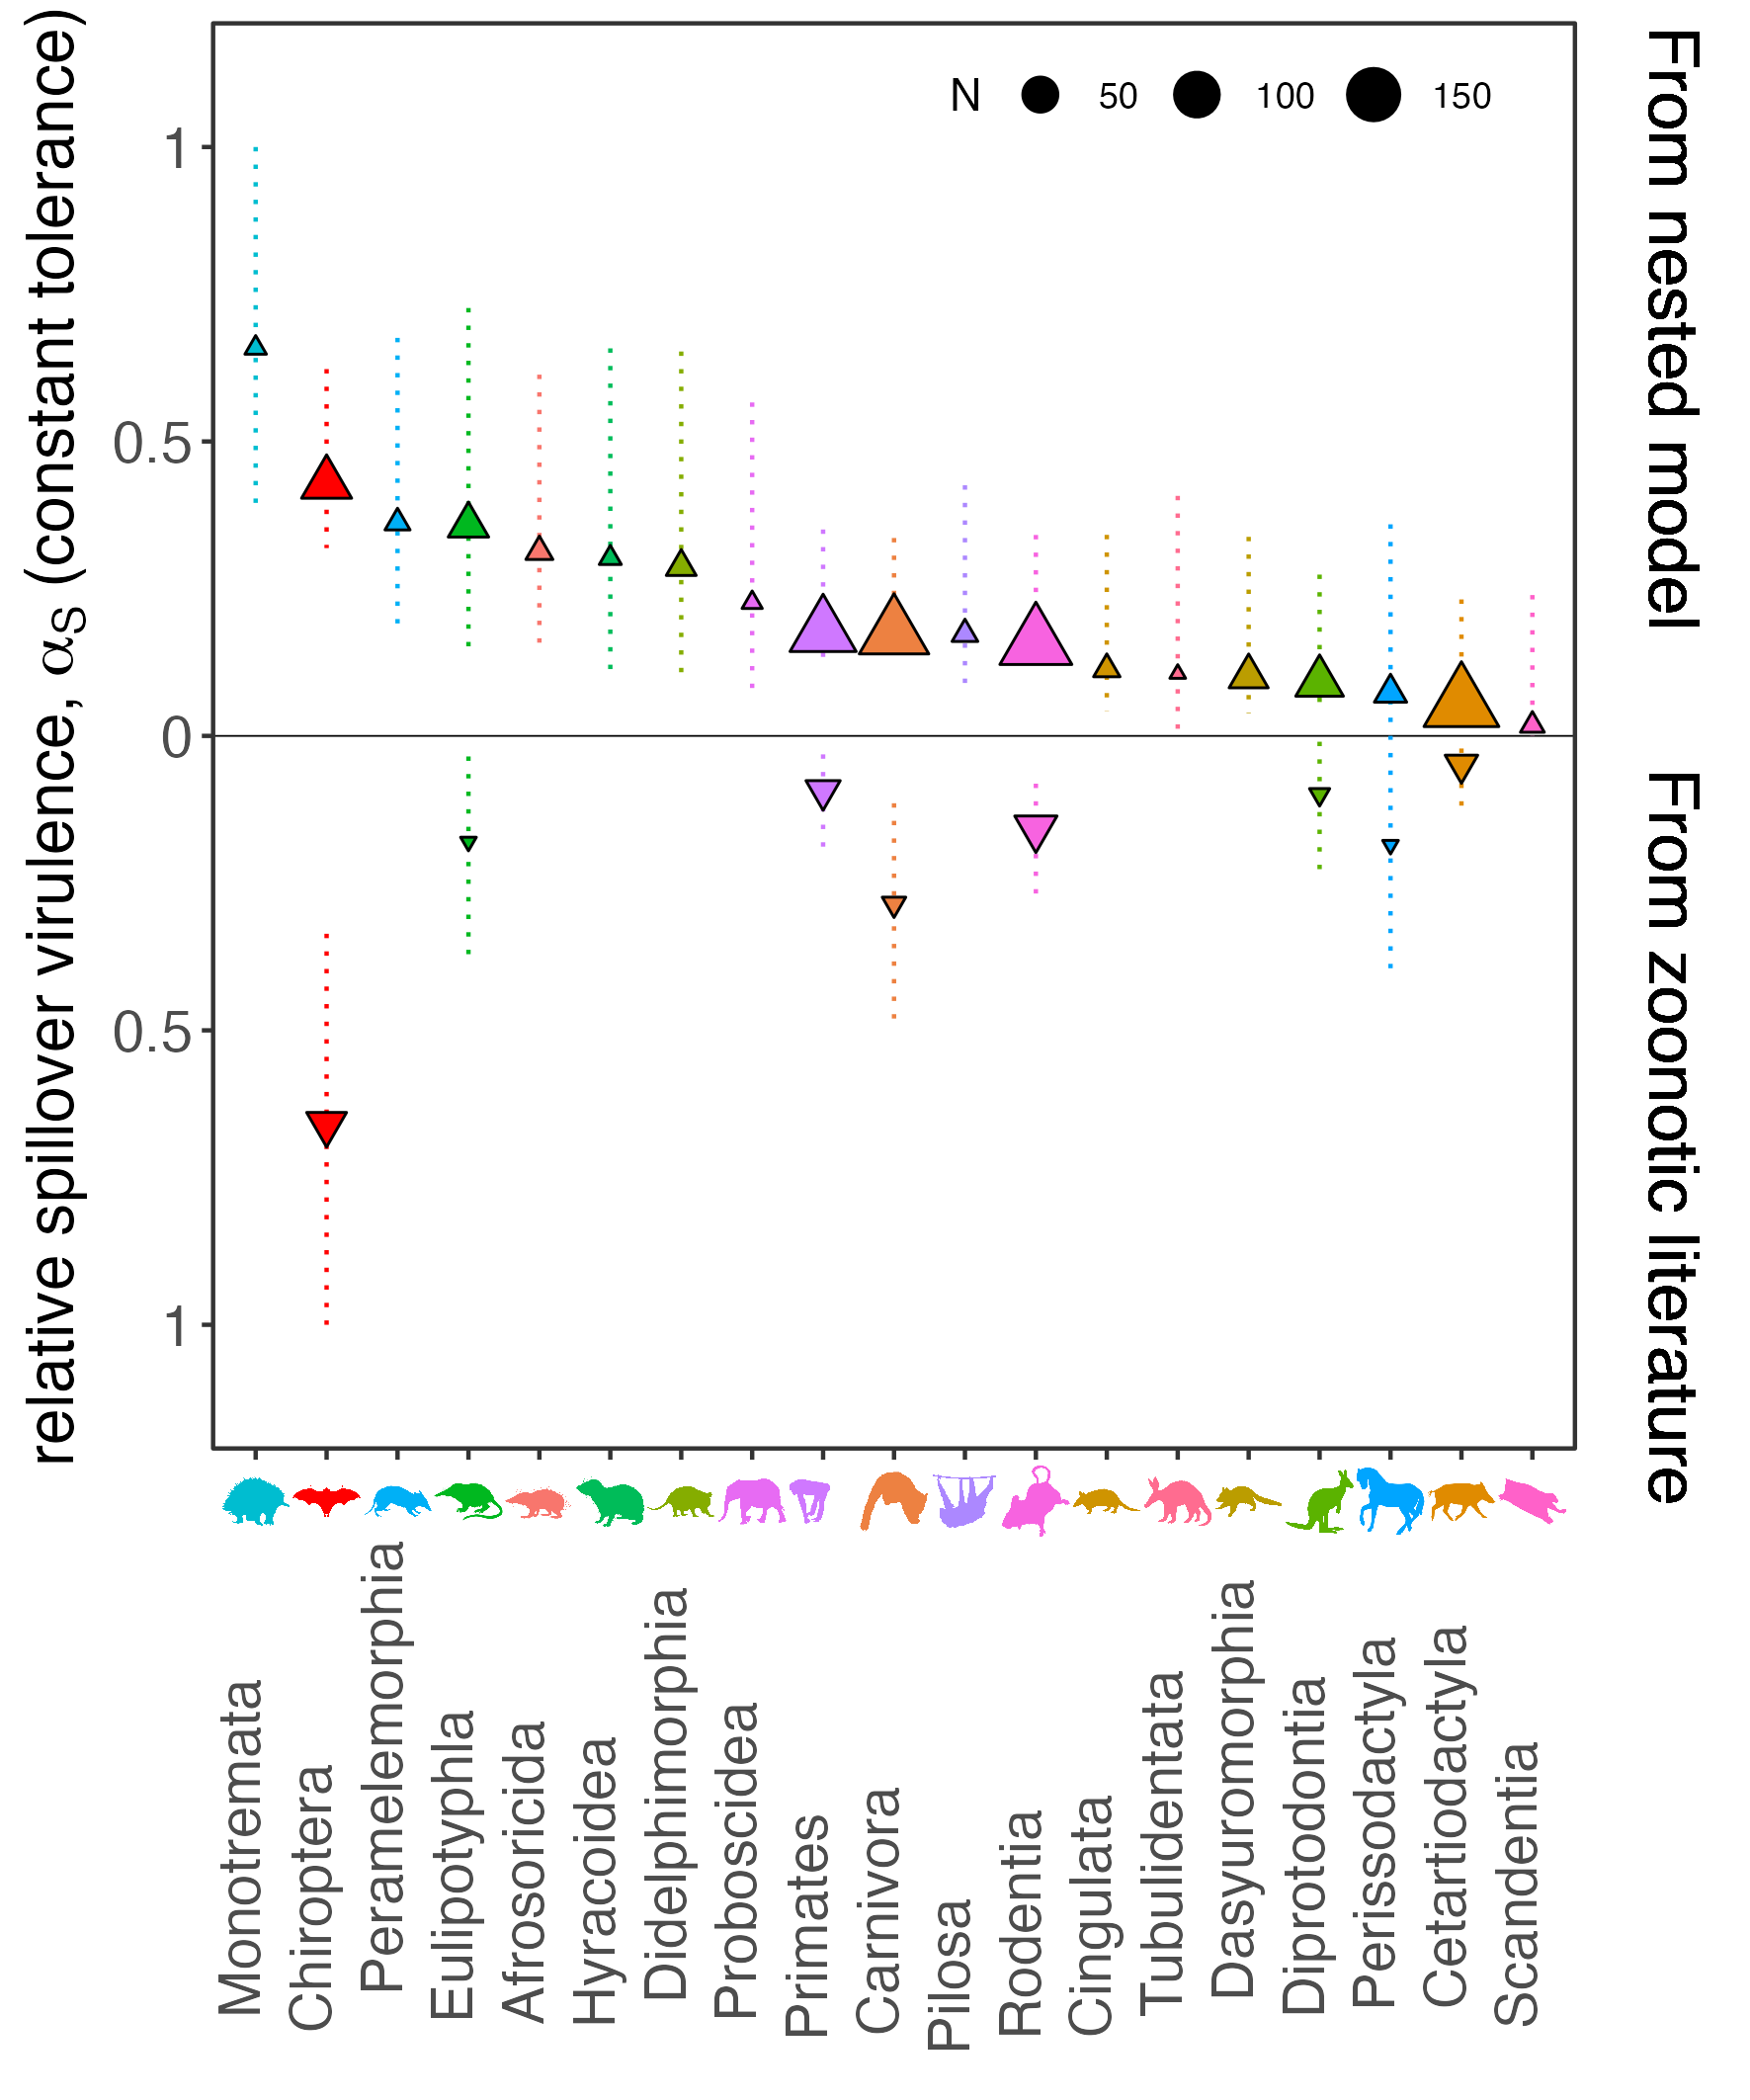 relative spillover virulence, αS (constant tolerance)
N 50 100 150
1
0.5
0
0.5
1
From nested model
From zoonotic literature
Monotremata
Chiroptera
Peramelemorphia
Eulipotyphla
Afrosoricida
Hyracoidea
Didelphimorphia
Proboscidea
Primates
Carnivora
Pilosa
Rodentia
Cingulata
Tubulidentata
Dasyuromorphia
Diprotodontia
Perissodactyla
Cetartiodactyla
Scandentia